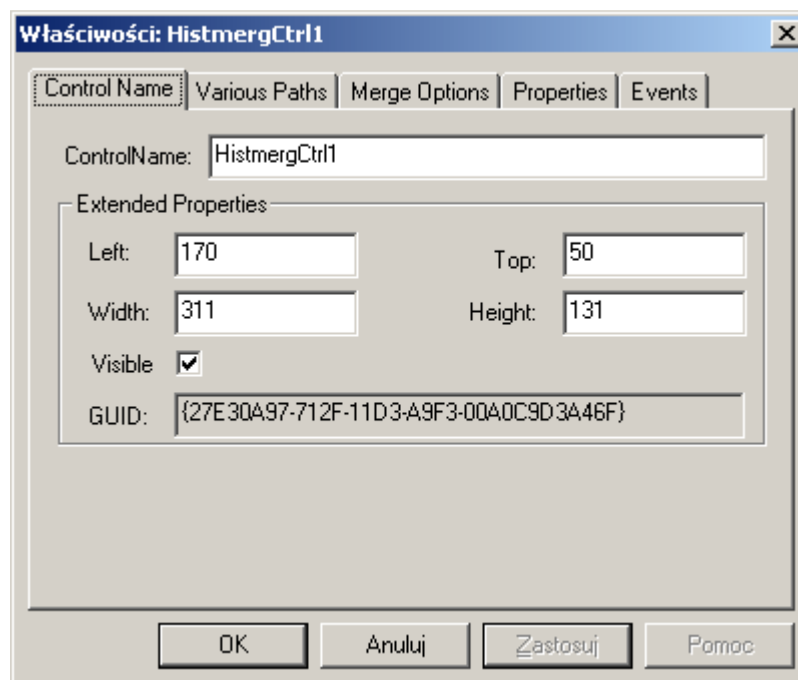 Właściwości: HistmergCtrl1
Control Name Various Paths Merge Options Properties Events
ControlName: HistmergCtrl1
Extended Properties
Left: 170 Top: 50
Width: 311 Height: 131
Visible
GUID: {27E30A97-712F-11D3-A9F3-00A0C9D3A46F}
OK Anuluj Zastosuj Pomoc